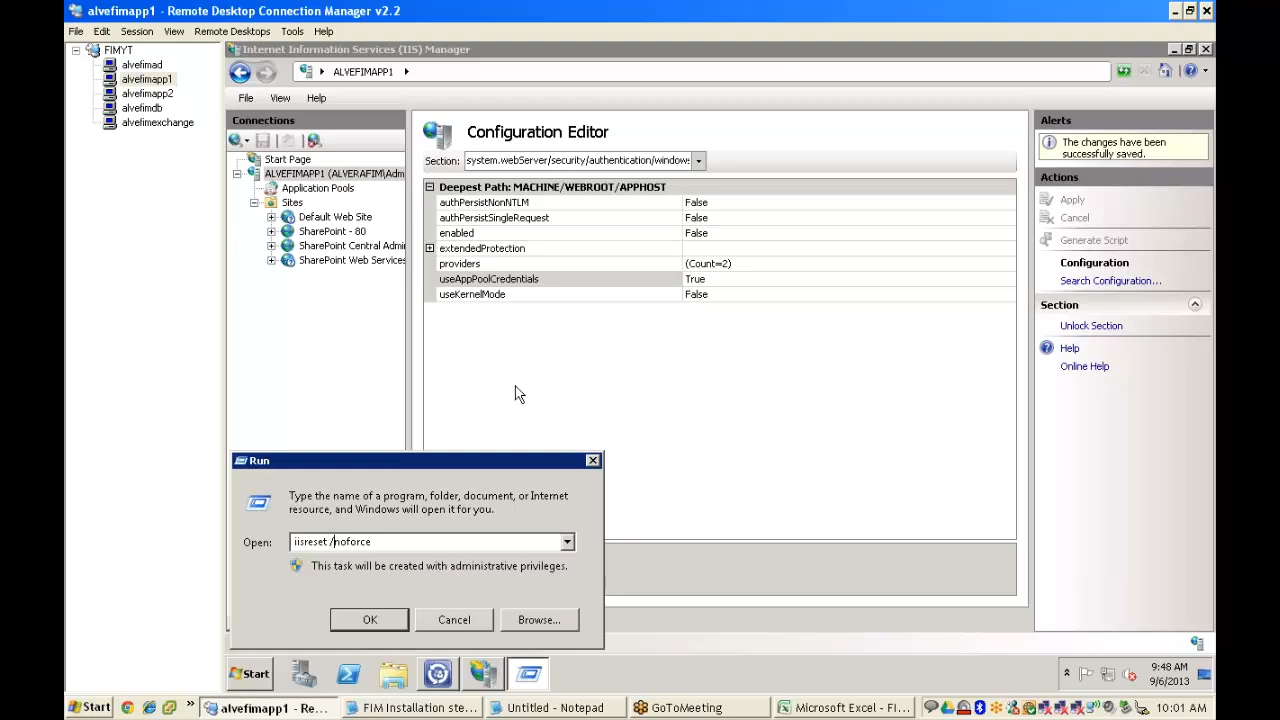 alvefimapp1 - Remote Desktop Connection Manager v2.2
File Edit Session View Remote Desktops Tools Help
FIMYT
alvefimad
alvefimapp1
alvefimapp2
alvefimdb
alvefimexchange
Internet Information Services (IIS) Manager
ALVEFIMAPP1
File View Help
Connections
Start Page
ALVEFIMAPP1 (ALVERAFIM\Adm
Application Pools
Sites
Default Web Site
SharePoint - 80
SharePoint Central Admin
SharePoint Web Services
Configuration Editor
Section: system.webServer/security/authentication/windows
Deepest Path: MACHINE/WEBROOT/APPHOST
authPersistNonNTLM False
authPersistSingleRequest False
enabled False
extendedProtection
providers (Count=2)
useAppPoolCredentials True
useKernelMode False
Alerts
The changes have been
successfully saved.
Actions
Apply
Cancel
Generate Script
Configuration
Search Configuration...
Section
Unlock Section
Help
Online Help
Run
Type the name of a program, folder, document, or Internet
resource, and Windows will open it for you.
Open: iisreset /noforce
This task will be created with administrative privileges.
OK Cancel Browse...
Start
9:48 AM
9/6/2013
Start alvefimapp1 - Re... FIM Installation ste... Untitled - Notepad GoToMeeting Microsoft Excel - FI... 10:01 AM